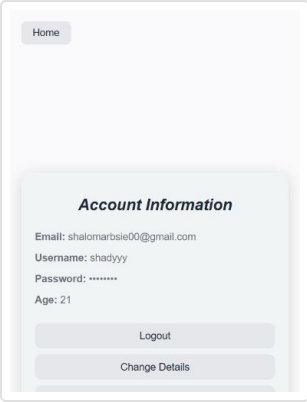 Home
Account Information
Email: shalomarbsie00@gmail.com
Username: shadyyy
Password: ••••••••
Age: 21
Logout
Change Details